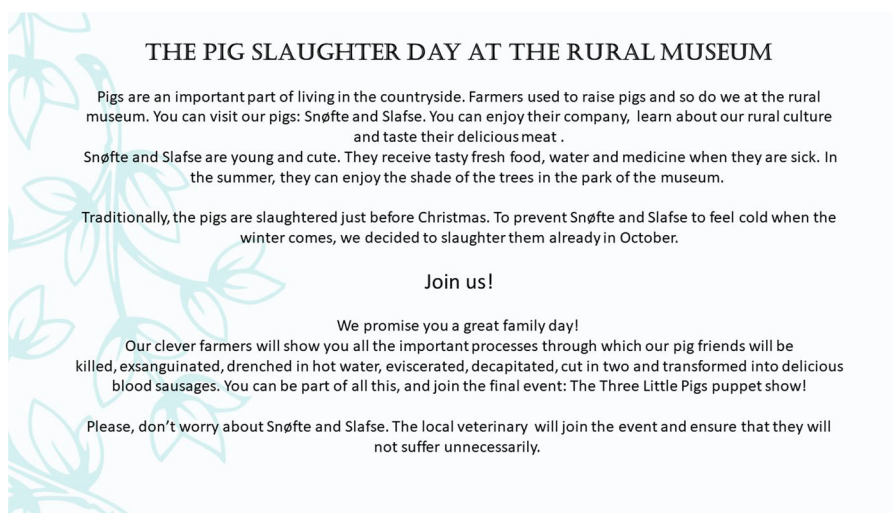 THE PIG SLAUGHTER DAY AT THE RURAL MUSEUM
Pigs are an important part of living in the countryside. Farmers used to raise pigs and so do we at the rural
museum. You can visit our pigs: Snøfte and Slafse. You can enjoy their company, learn about our rural culture
and taste their delicious meat .
Snøfte and Slafse are young and cute. They receive tasty fresh food, water and medicine when they are sick. In
the summer, they can enjoy the shade of the trees in the park of the museum.
Traditionally, the pigs are slaughtered just before Christmas. To prevent Snøfte and Slafse to feel cold when the
winter comes, we decided to slaughter them already in October.
Join us!
We promise you a great family day!
Our clever farmers will show you all the important processes through which our pig friends will be
killed, exsanguinated, drenched in hot water, eviscerated, decapitated, cut in two and transformed into delicious
blood sausages. You can be part of all this, and join the final event: The Three Little Pigs puppet show!
Please, don’t worry about Snøfte and Slafse. The local veterinary will join the event and ensure that they will
not suffer unnecessarily.